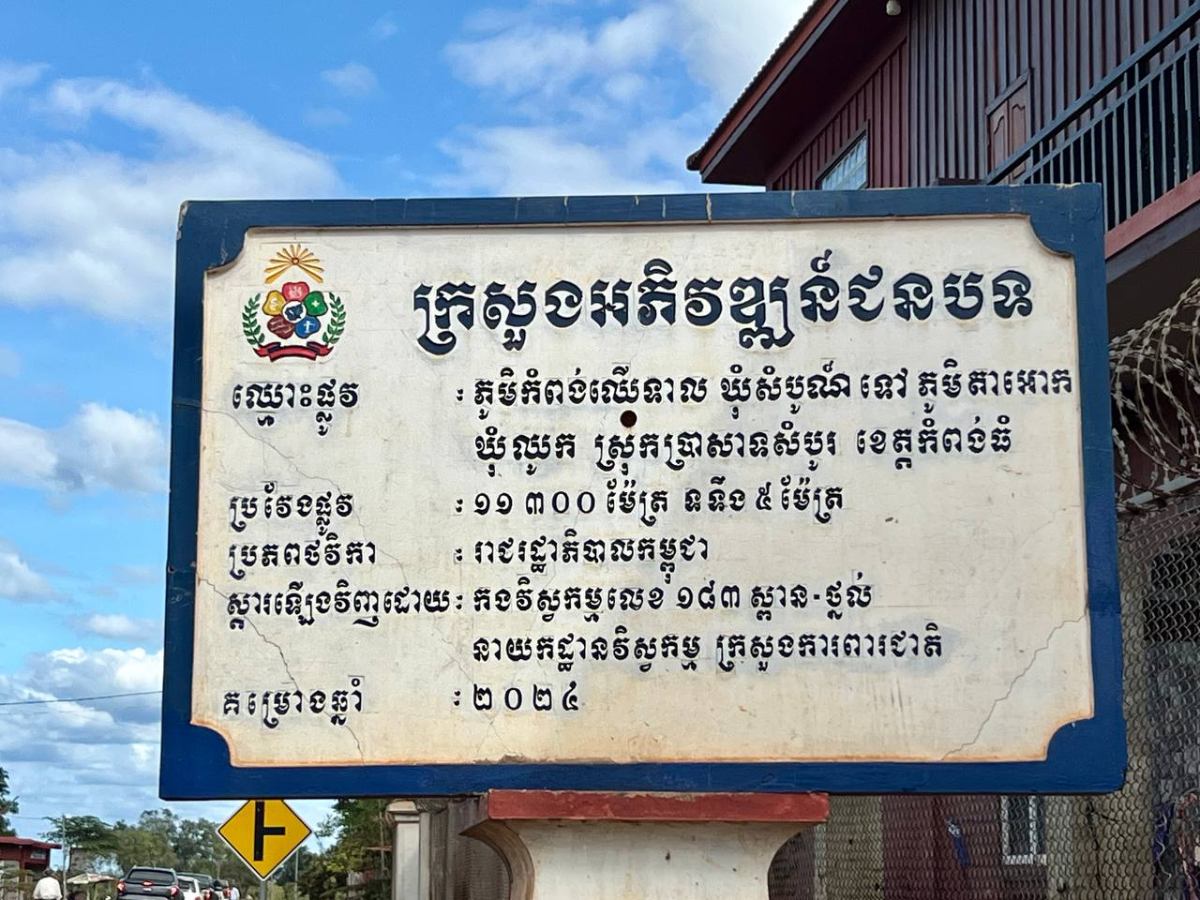 ក្រសួងអភិវឌ្ឍន៍ជនបទ
ឈ្មោះផ្លូវ : ភូមិកំពង់ឈើទាល ឃុំសំបូណ៌ ទៅ ភូមិតាអោក
ឃុំឈូក ស្រុកប្រាសាទសំបូរ ខេត្តកំពង់ធំ
ប្រវែងផ្លូវ : ១១ ៣០០ ម៉ែត្រ ទទឹង ៥ ម៉ែត្រ
ប្រភពថវិកា : រាជរដ្ឋាភិបាលកម្ពុជា
ស្តារឡើងវិញដោយ : កងវិស្វកម្មលេខ ១៨៣ ស្ពាន-ថ្នល់
នាយកដ្ឋានវិស្វកម្ម ក្រសួងការពារជាតិ
គម្រោងឆ្នាំ : ២០២៤